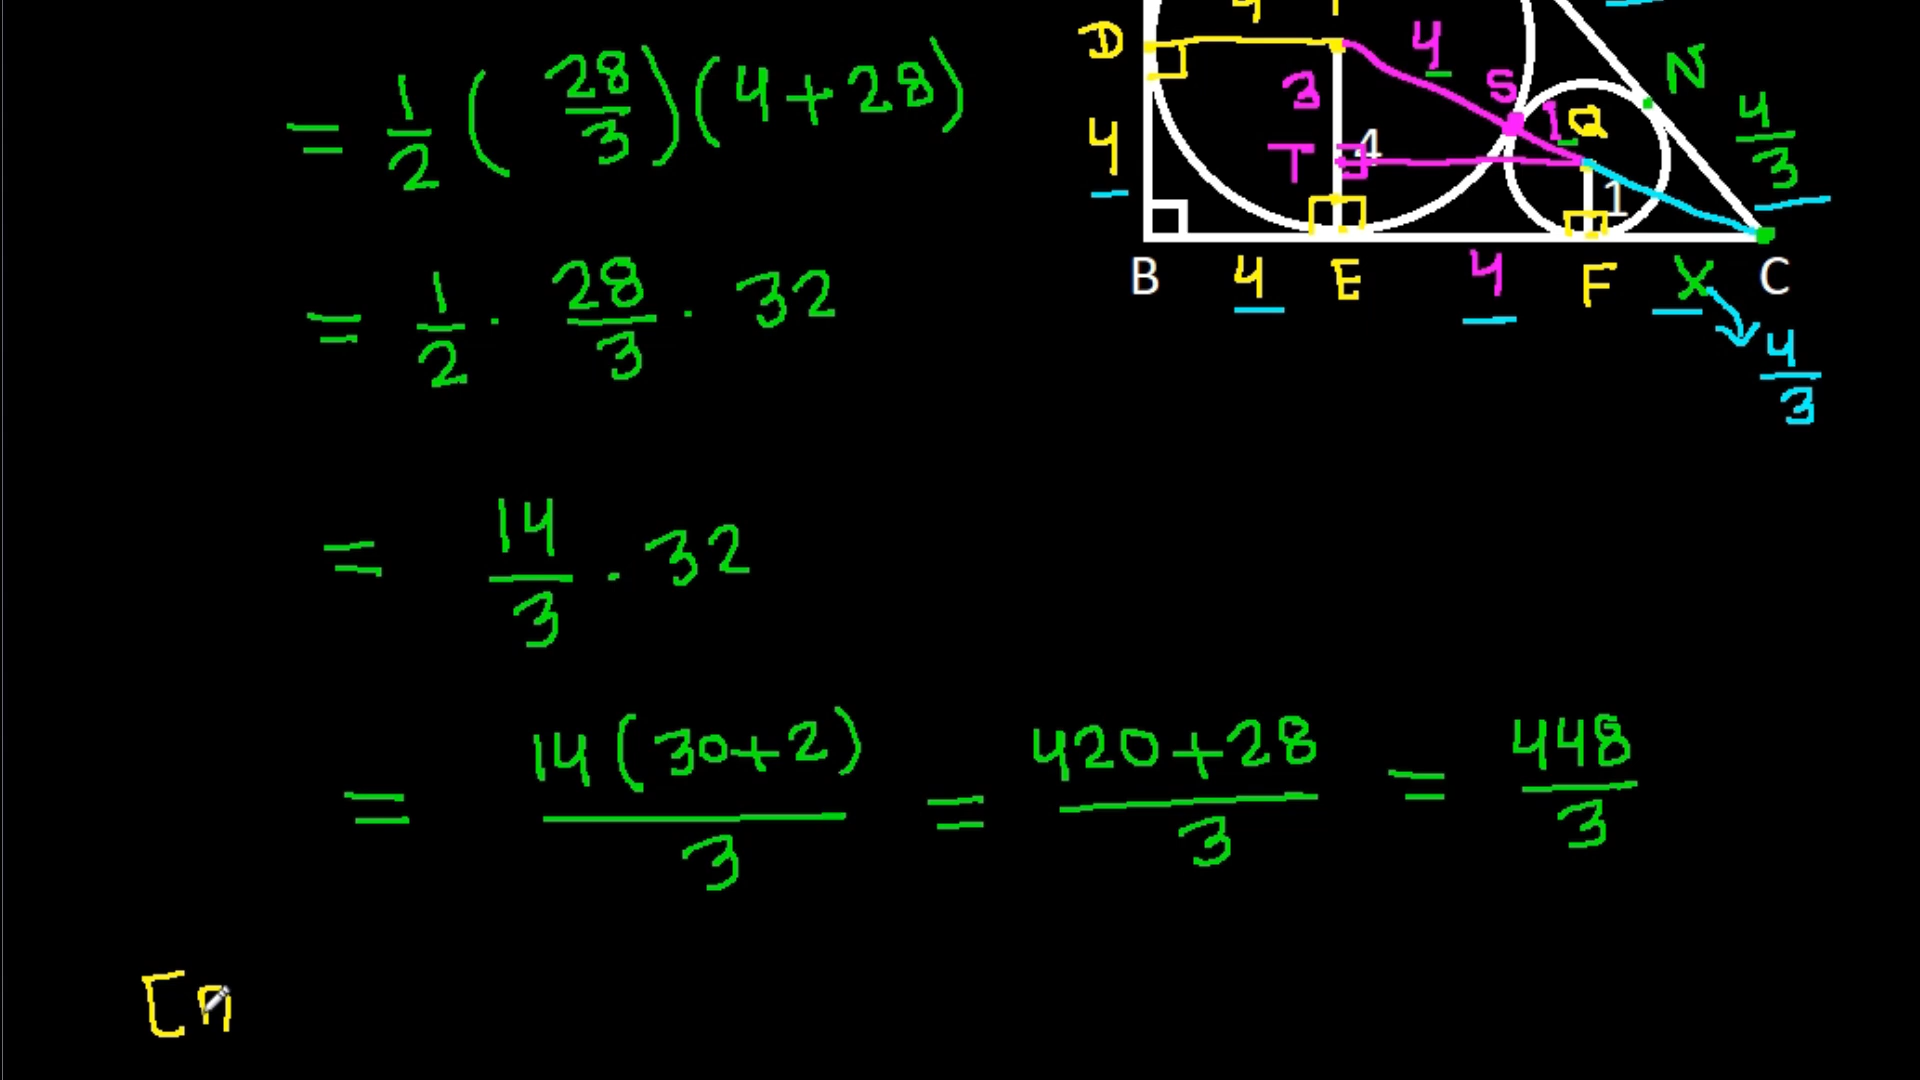 = 1/2 (28/3)(4+28)
= 1/2 · 28/3 · 32
= 14/3 · 32
= 14(30+2)/3 = 420+28/3 = 448/3
D 4 N
3 S 1 Q 4/3
4 T 4
1
B 4 E 4 F X C
4/3